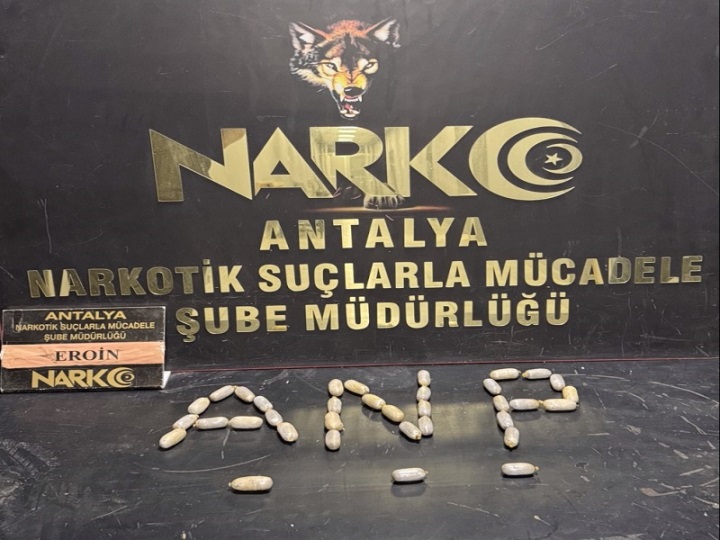 NARKO
ANTALYA
NARKOTİK SUÇLARLA MÜCADELE
ŞUBE MÜDÜRLÜĞÜ
ANTALYA
NARKOTİK SUÇLARLA MÜCADELE
ŞUBE MÜDÜRLÜĞÜ
EROİN
NARKO
ANP